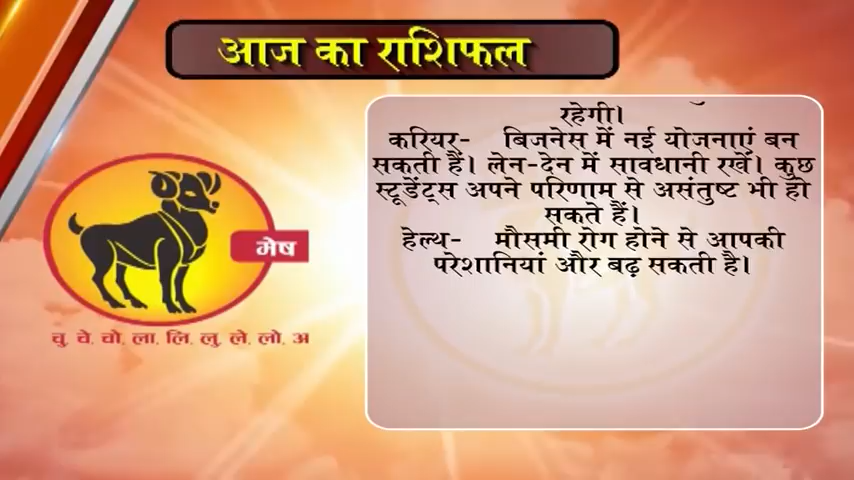 आज का राशिफल
रहेगी।
करियर- बिजनेस में नई योजनाएं बन
सकती हैं। लेन-देन में सावधानी रखें। कुछ
स्टूडेंट्स अपने परिणाम से असंतुष्ट भी हो
सकते हैं।
हेल्थ- मौसमी रोग होने से आपकी
परेशानियां और बढ़ सकती है।
मेष
चु, चे, चो, ला, लि, लु, ले, लो, अ